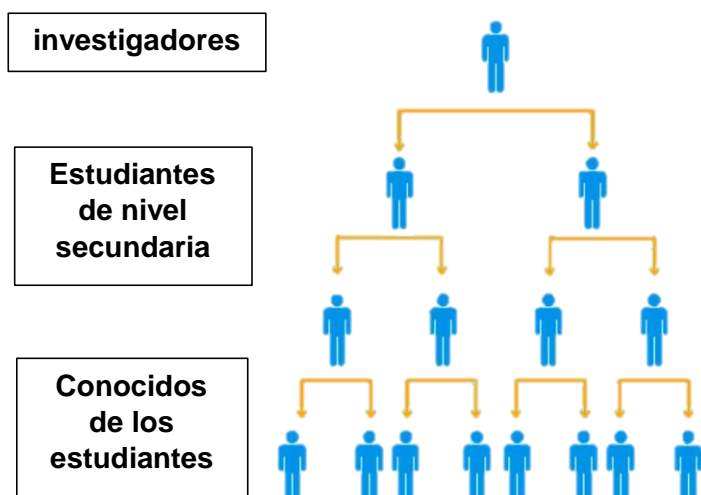 investigadores
Estudiantes
de nivel
secundaria
Conocidos
de los
estudiantes